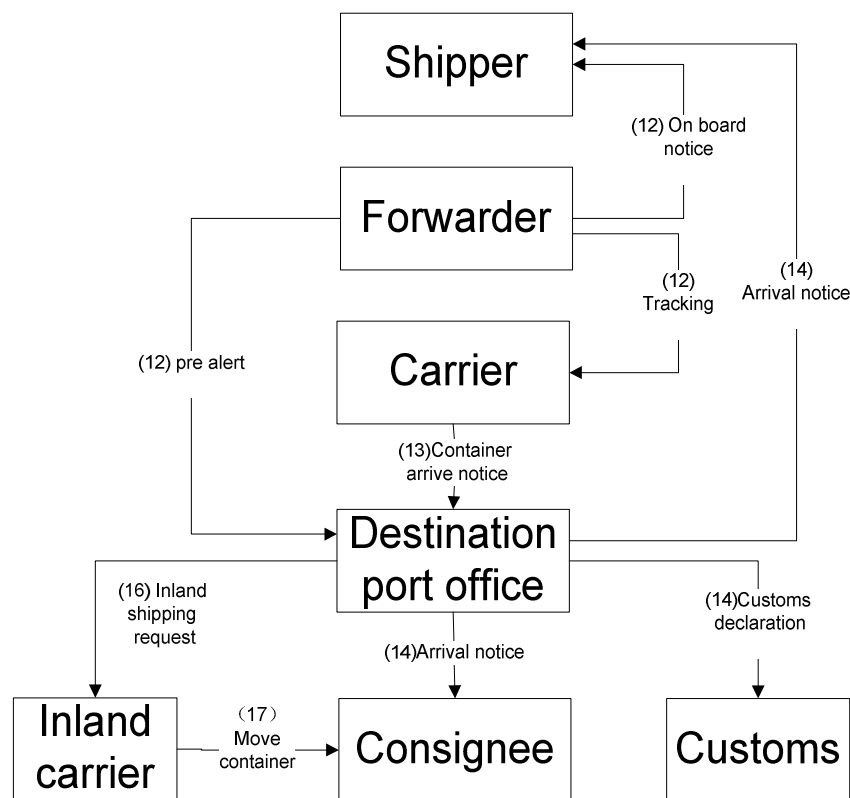 Shipper
(12) On board
notice
Forwarder
(14)
Arrival notice
(12)
Tracking
(12) pre alert
Carrier
(13)Container
arrive notice
Destination
port office
(16) Inland
shipping
request
(14)Customs
declaration
(14)Arrival notice
Inland
carrier
（17）
Move
container
Consignee
Customs